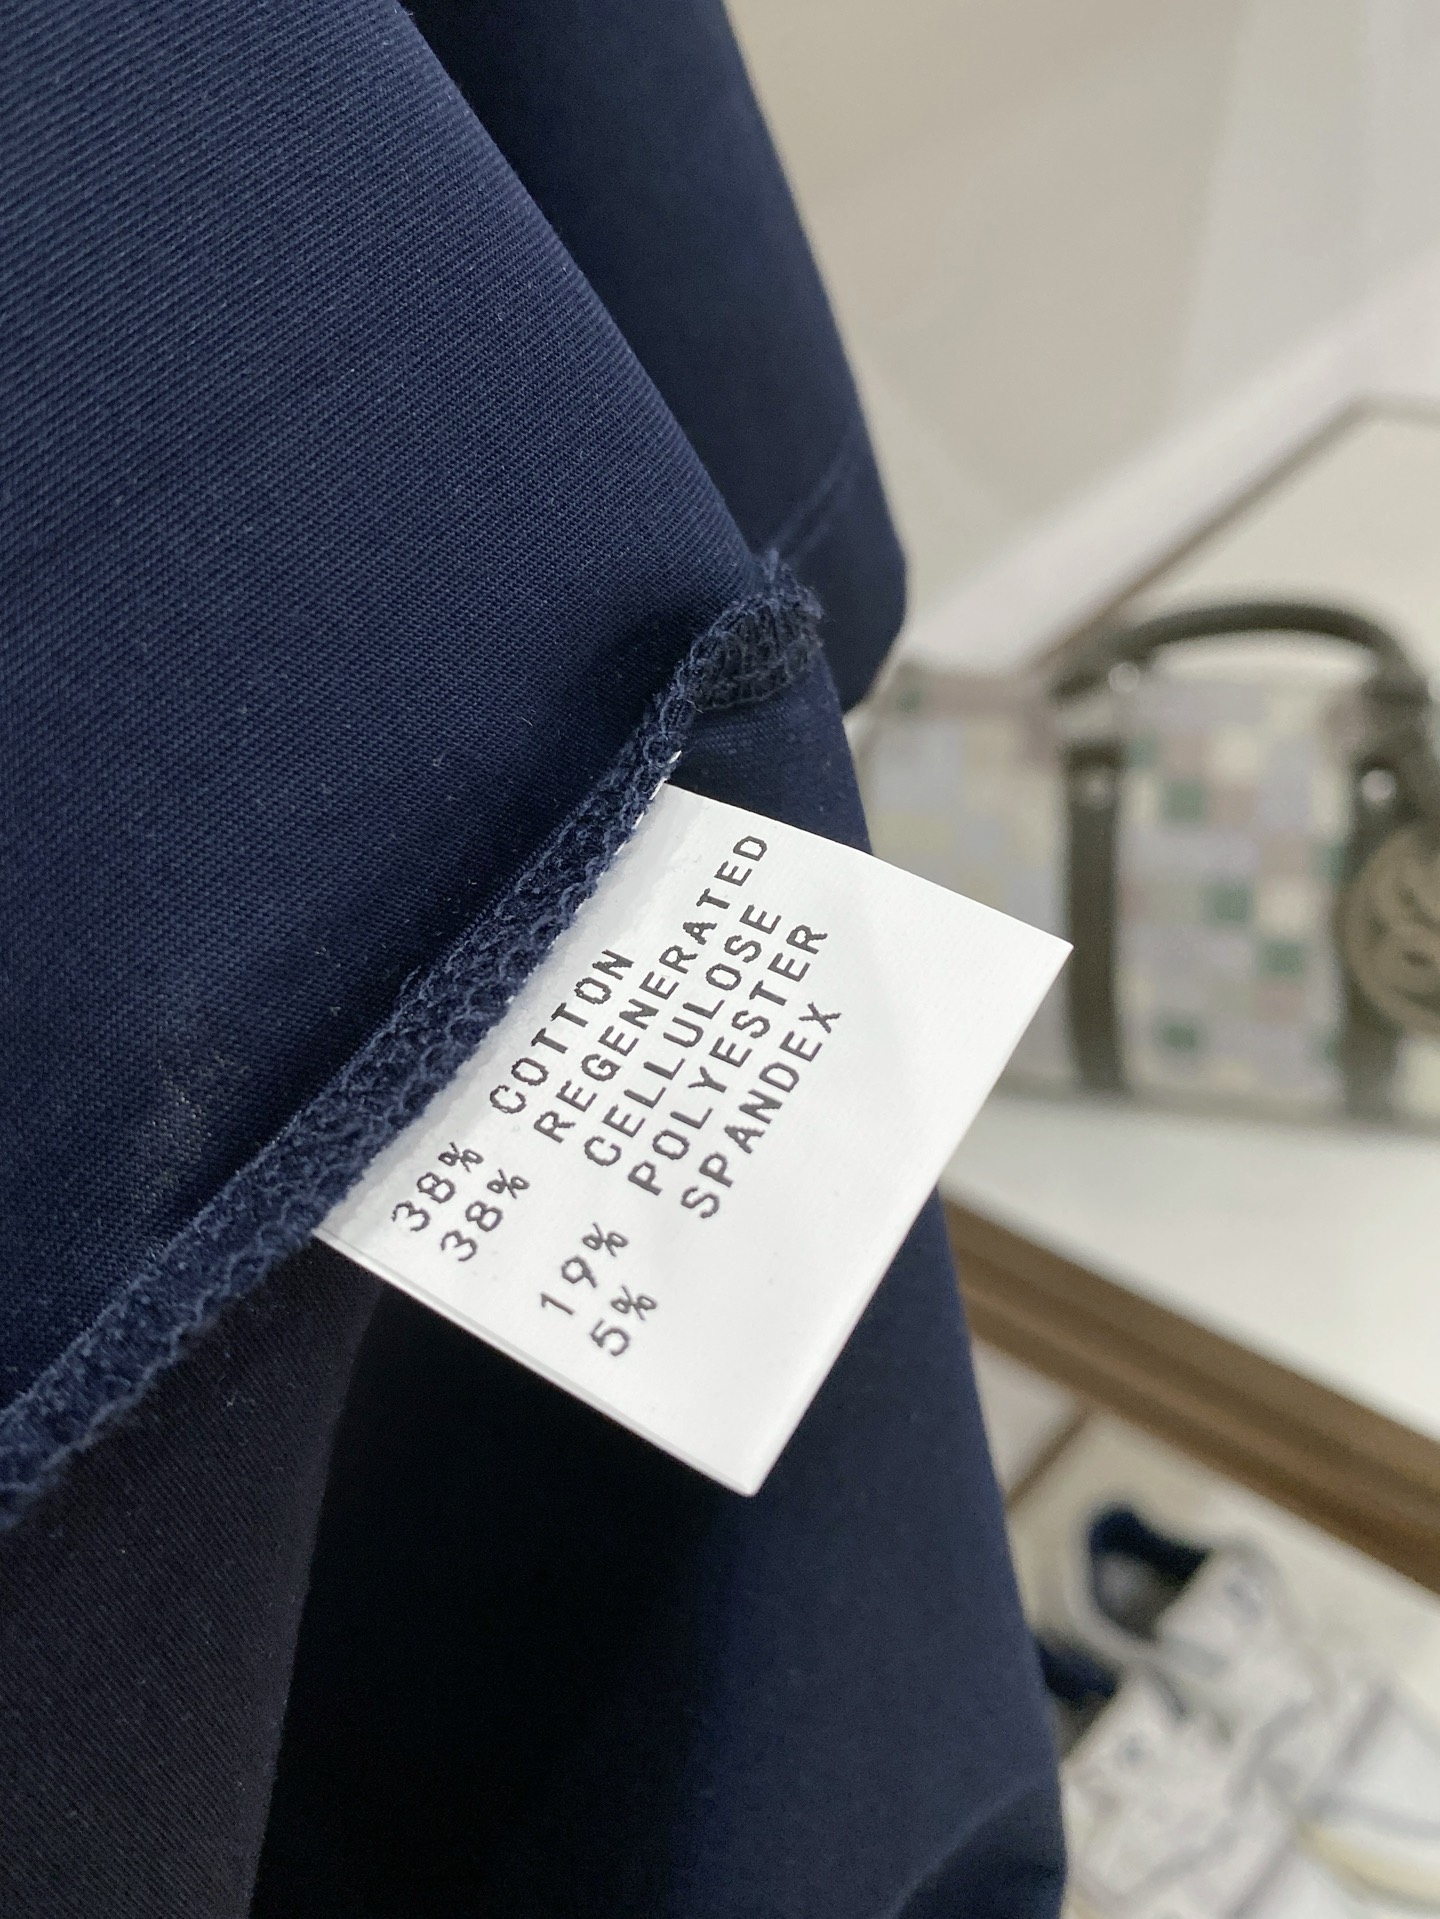 38% COTTON
38% REGENERATED
CELLULOSE
19% POLYESTER
5% SPANDEX